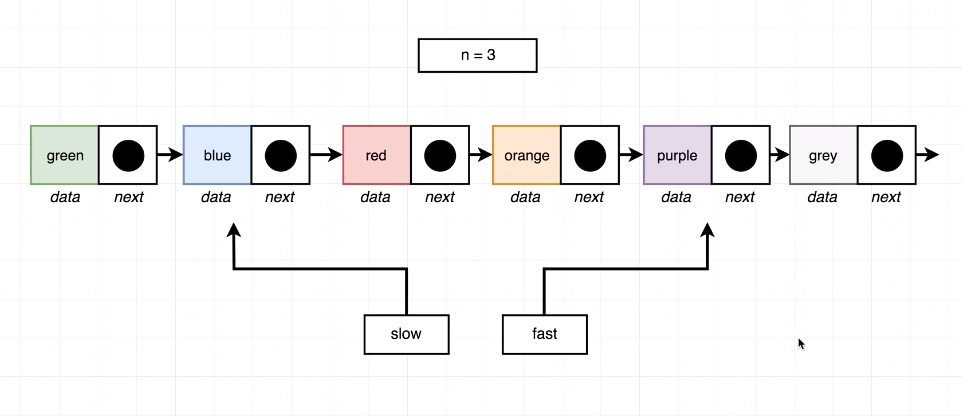 n = 3
green blue red orange purple grey
data next data next data next data next data next data next
slow fast